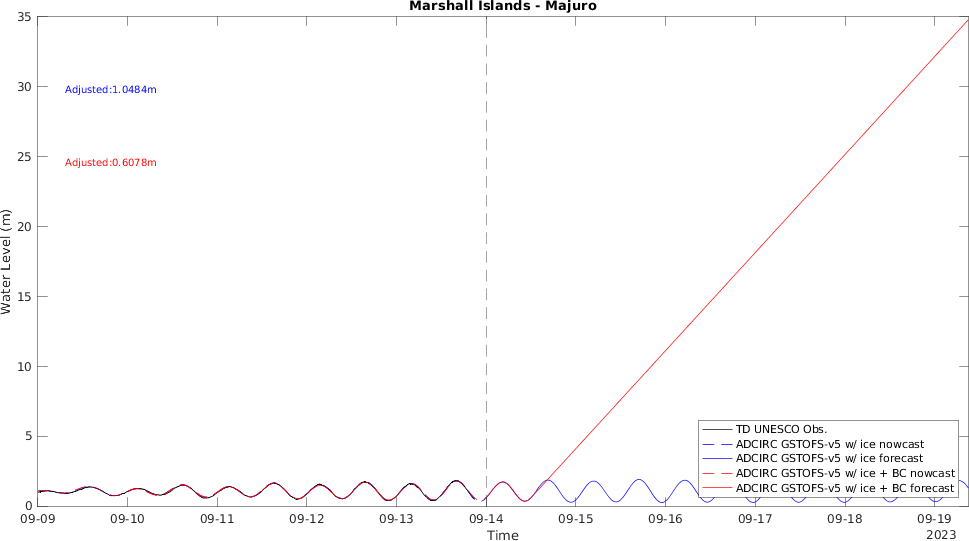 Marshall Islands - Majuro
35
30
25
20
15
10
5
0
Water Level (m)
Adjusted:1.0484m
Adjusted:0.6078m
TD UNESCO Obs.
ADCIRC GSTOFS-v5 w/ ice nowcast
ADCIRC GSTOFS-v5 w/ ice forecast
ADCIRC GSTOFS-v5 w/ ice + BC nowcast
ADCIRC GSTOFS-v5 w/ ice + BC forecast
09-09 09-10 09-11 09-12 09-13 09-14 09-15 09-16 09-17 09-18 09-19
2023
Time